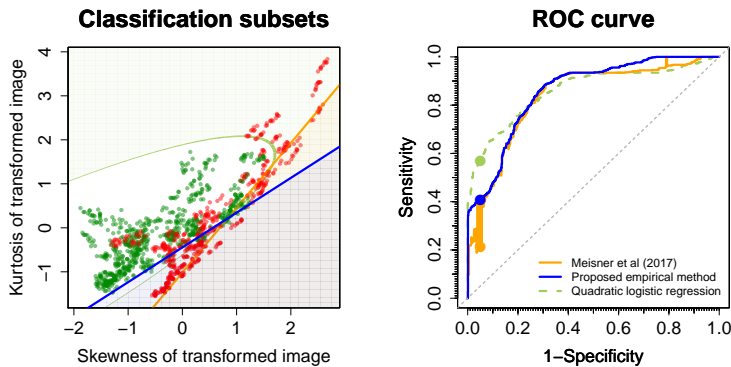 Classification subsets
Kurtosis of transformed image
4
3
2
1
0
−1
−2
−1
0
1
2
Skewness of transformed image
ROC curve
Sensitivity
1.0
0.8
0.6
0.4
0.2
0.0
Meisner et al (2017)
Proposed empirical method
Quadratic logistic regression
0.0
0.2
0.4
0.6
0.8
1.0
1−Specificity